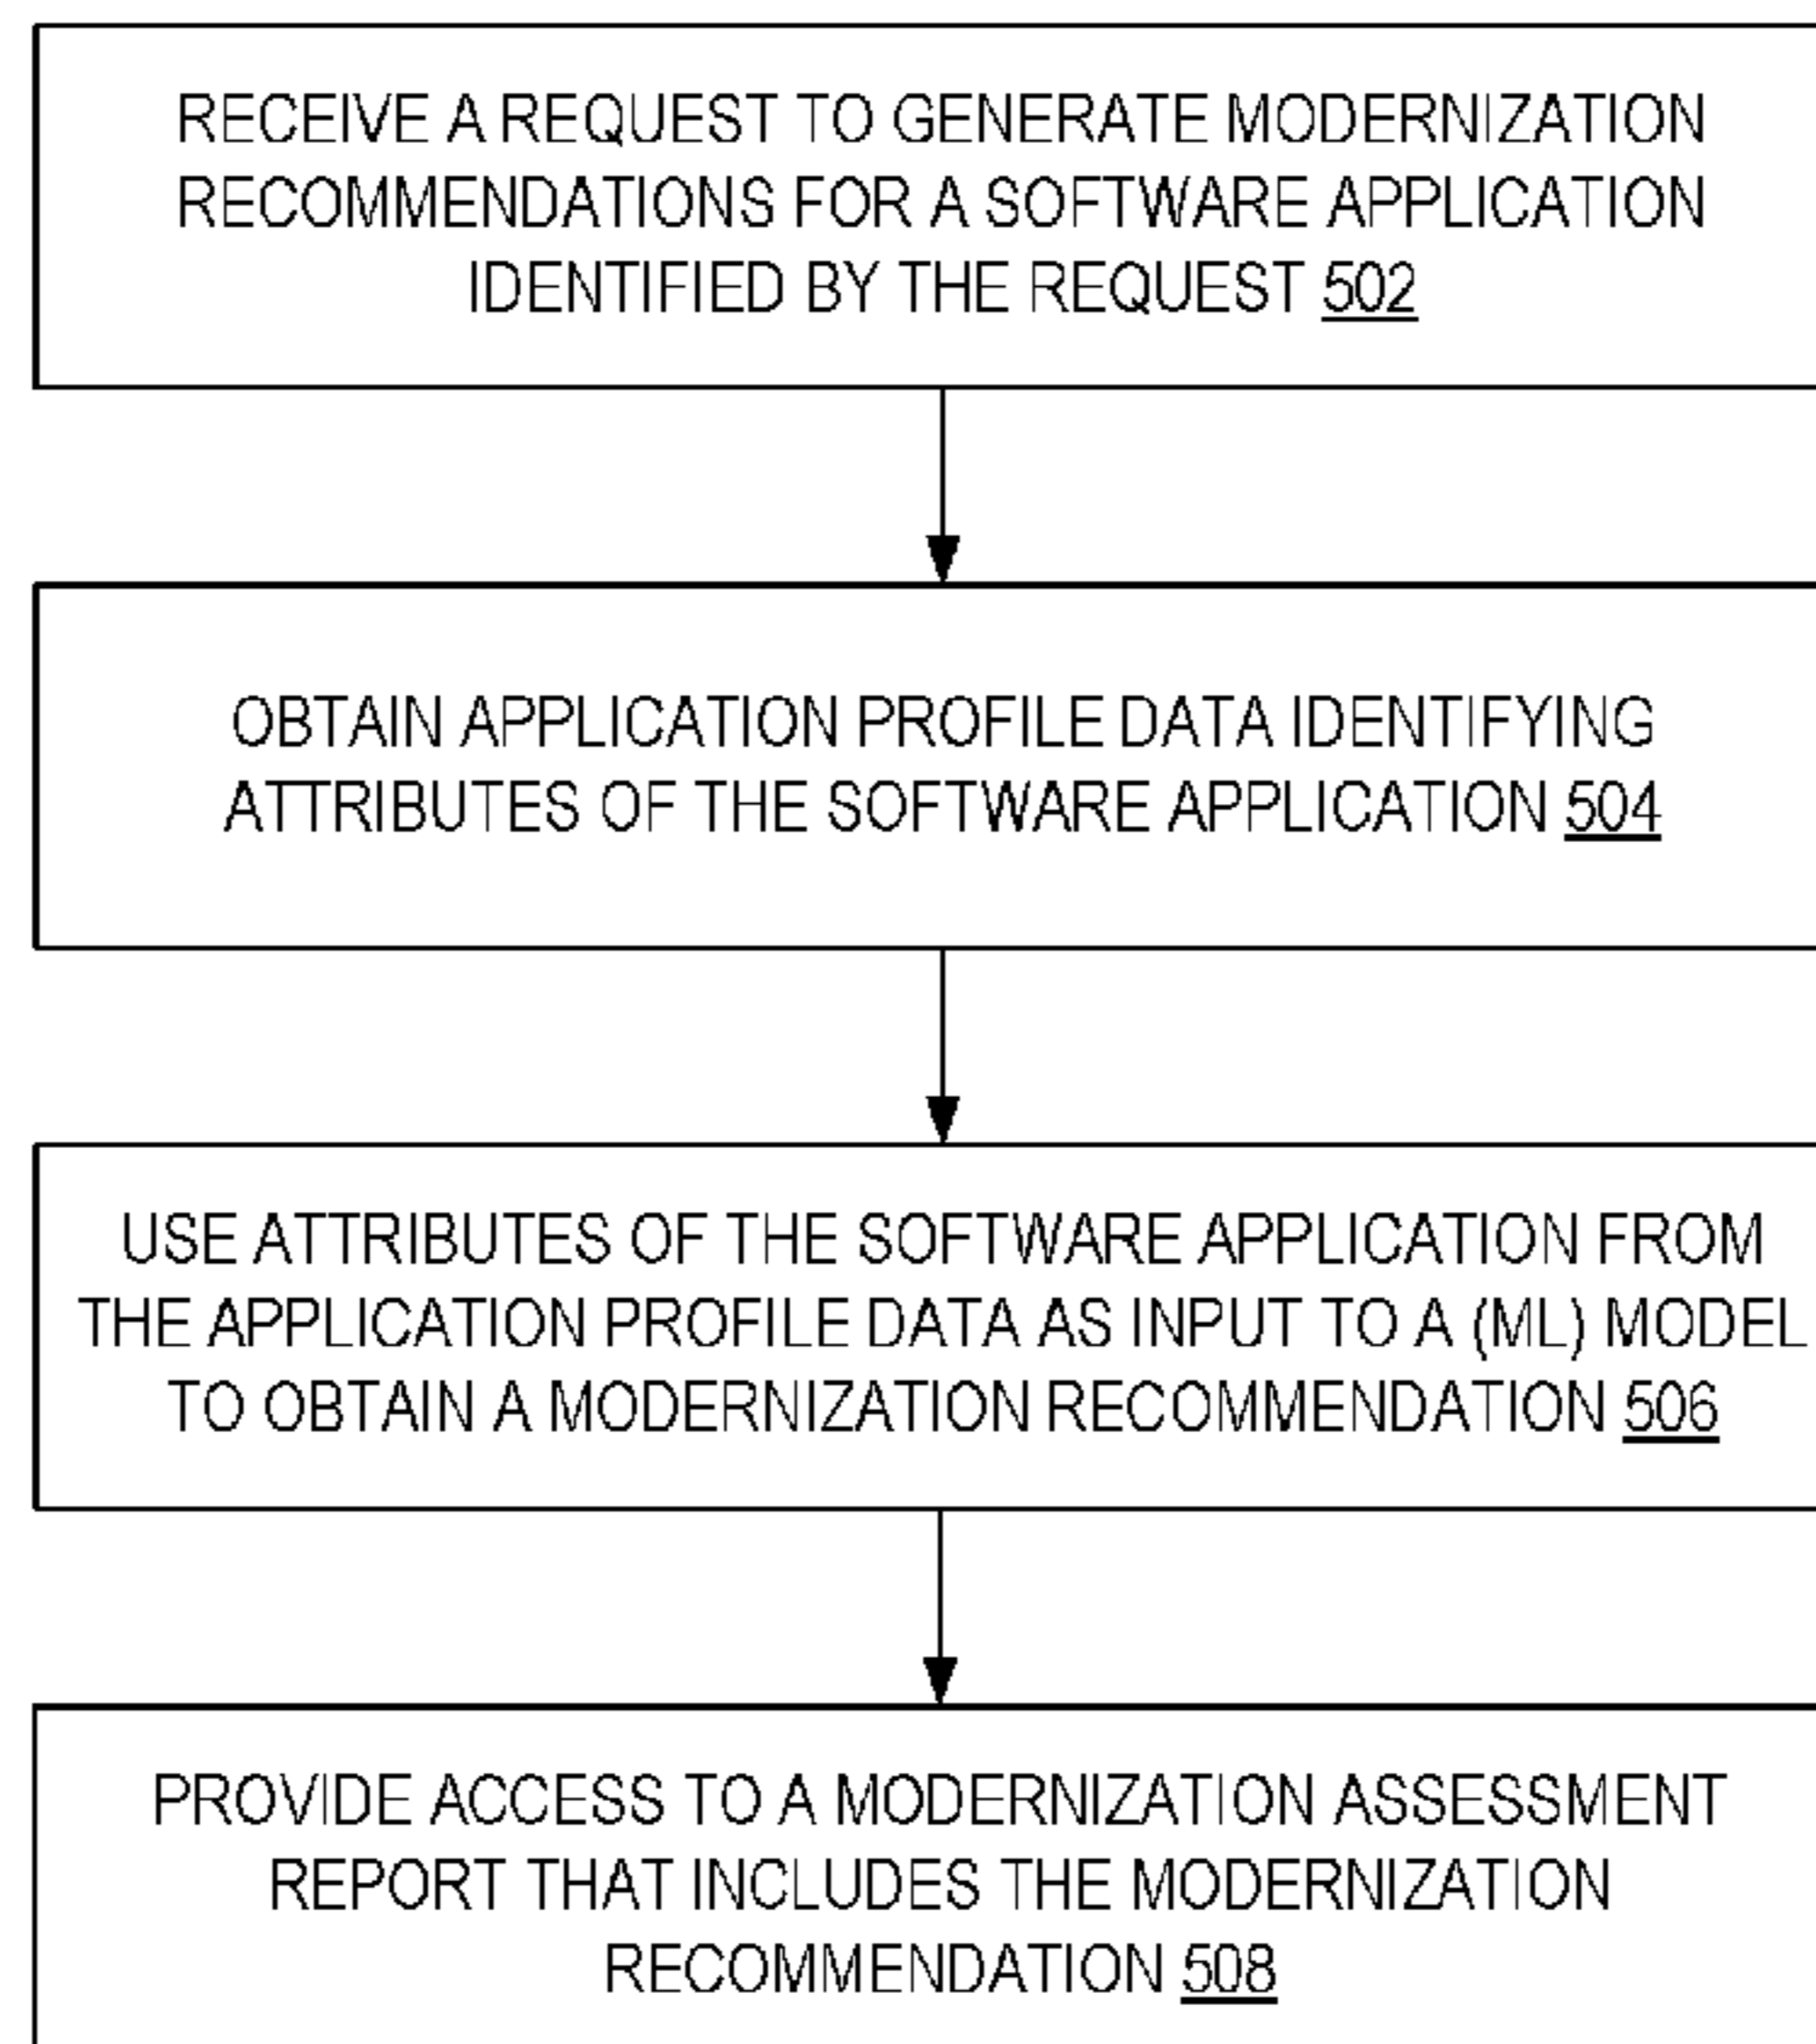 RECEIVE A REQUEST TO GENERATE MODERNIZATION
RECOMMENDATIONS FOR A SOFTWARE APPLICATION
IDENTIFIED BY THE REQUEST 502
OBTAIN APPLICATION PROFILE DATA IDENTIFYING
ATTRIBUTES OF THE SOFTWARE APPLICATION 504
USE ATTRIBUTES OF THE SOFTWARE APPLICATION FROM
THE APPLICATION PROFILE DATA AS INPUT TO A (ML) MODEL
TO OBTAIN A MODERNIZATION RECOMMENDATION 506
PROVIDE ACCESS TO A MODERNIZATION ASSESSMENT
REPORT THAT INCLUDES THE MODERNIZATION
RECOMMENDATION 508